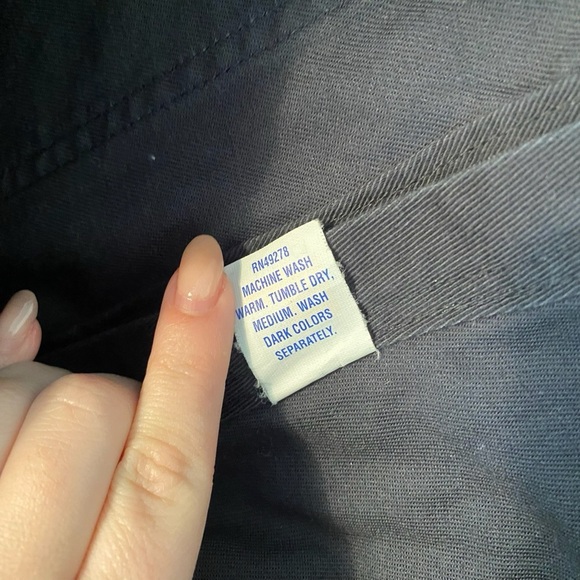 RN49278
MACHINE WASH
WARM. TUMBLE DRY,
MEDIUM. WASH
DARK COLORS
SEPARATELY.